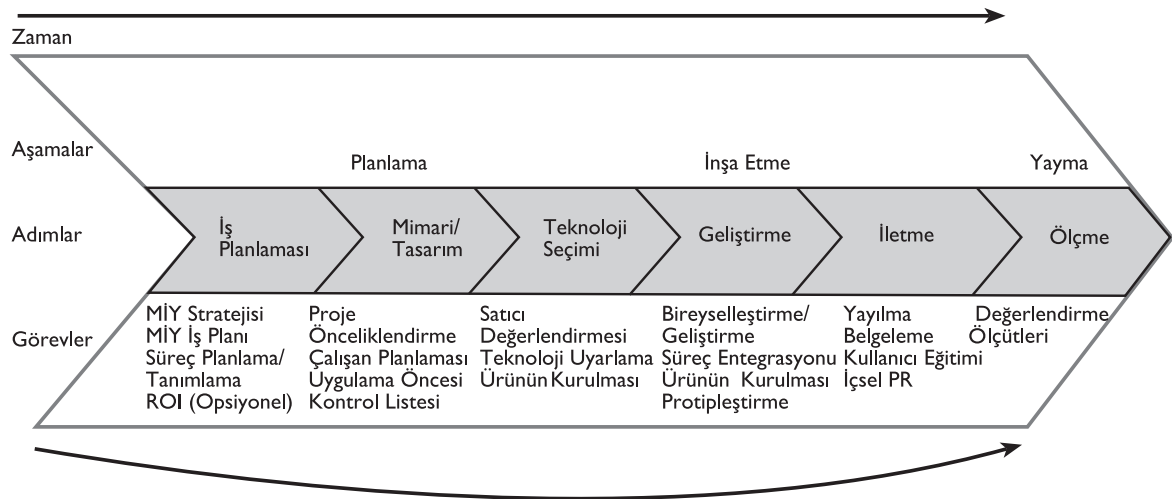 Zaman
Aşamalar
Planlama
İnşa Etme
Yayma
Adımlar
İş
Planlaması
Mimari/
Tasarım
Teknoloji
Seçimi
Geliştirme
İletme
Ölçme
Görevler
MİY Stratejisi
MİY İş Planı
Süreç Planlama/
Tanımlama
ROI (Opsiyonel)
Proje
Önceliklendirme
Çalışan Planlaması
Uygulama Öncesi
Kontrol Listesi
Satıcı
Değerlendirmesi
Teknoloji Uyarlama
Ürünün Kurulması
Bireyselleştirme/
Geliştirme
Süreç Entegrasyonu
Ürünün Kurulması
Protipleştirme
Yayılma
Belgeleme
Kullanıcı Eğitimi
İçsel PR
Değerlendirme
Ölçütleri